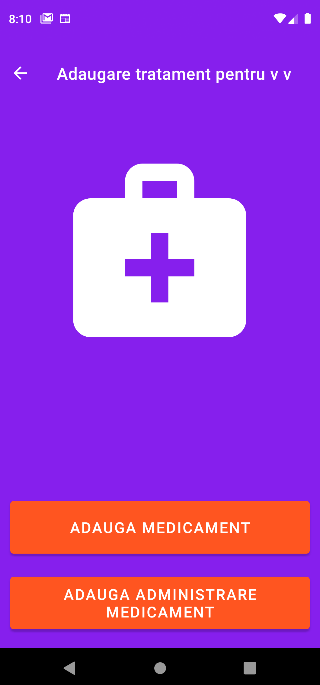 8:10
Adaugare tratament pentru v v
ADAUGA MEDICAMENT
ADAUGA ADMINISTRARE
MEDICAMENT